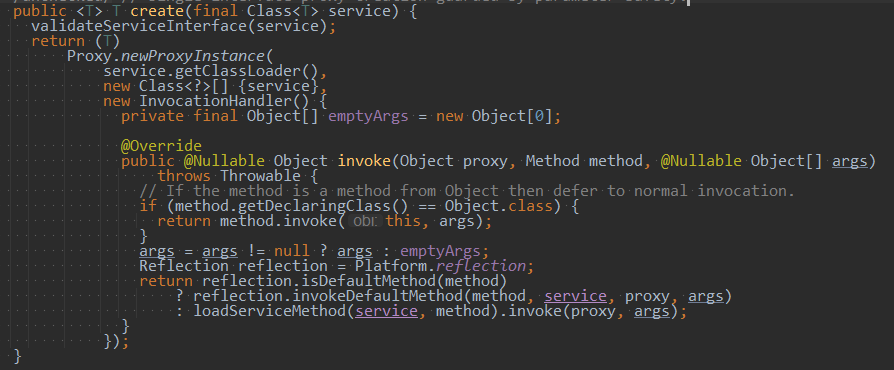 public <T> T create(final Class<T> service) {
  validateServiceInterface(service);
  return (T)
      Proxy.newProxyInstance(
          service.getClassLoader(),
          new Class<?>[] {service},
          new InvocationHandler() {
            private final Object[] emptyArgs = new Object[0];

            @Override
            public @Nullable Object invoke(Object proxy, Method method, @Nullable Object[] args)
                throws Throwable {
              // If the method is a method from Object then defer to normal invocation.
              if (method.getDeclaringClass() == Object.class) {
                return method.invoke( obj: this, args);
              }
              args = args != null ? args : emptyArgs;
              Reflection reflection = Platform.reflection;
              return reflection.isDefaultMethod(method)
                  ? reflection.invokeDefaultMethod(method, service, proxy, args)
                  : loadServiceMethod(service, method).invoke(proxy, args);
            }
          });
}